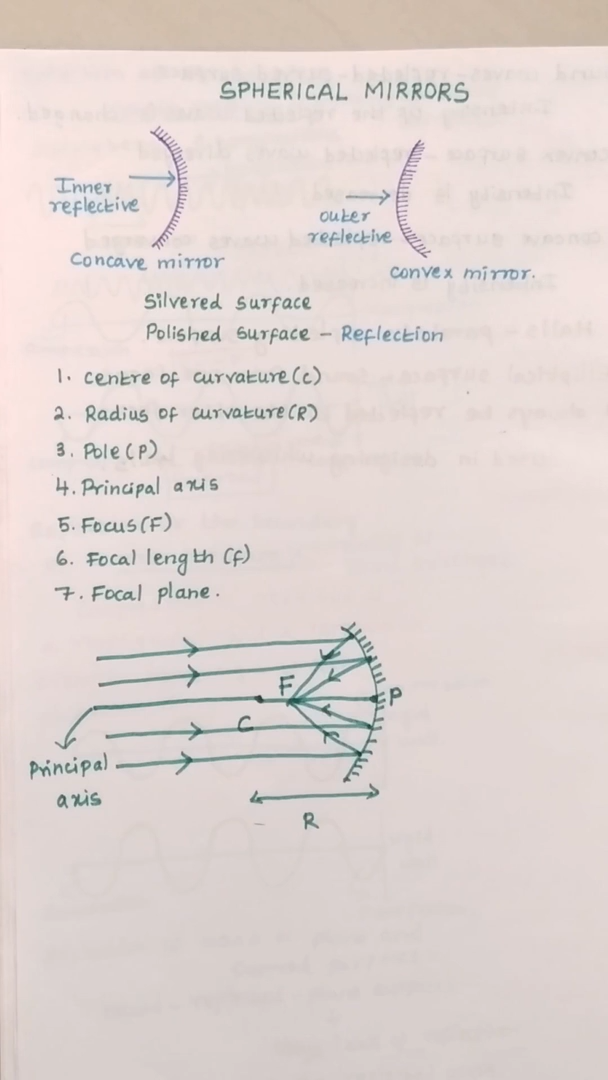 SPHERICAL MIRRORS
Inner
reflective
outer
reflective
Concave mirror
convex mirror.
Silvered surface
Polished surface - Reflection
1. Centre of curvature (C)
2. Radius of curvature (R)
3. Pole (P)
4. Principal axis
5. Focus (F)
6. Focal length (f)
7. Focal plane.
F
P
C
Principal
axis
R